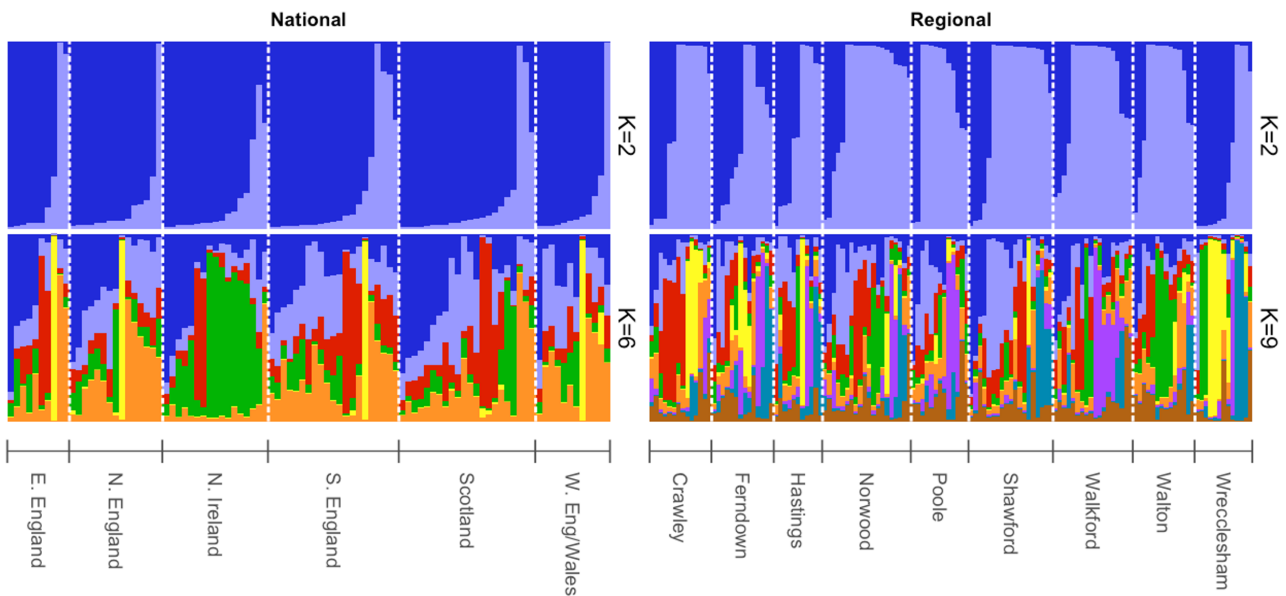 National
Regional
K=2
K=2
K=6
K=9
E. England
N. England
N. Ireland
S. England
Scotland
W. Eng/Wales
Crawley
Ferndown
Hastings
Norwood
Poole
Shawford
Walkford
Walton
Wrecclesham